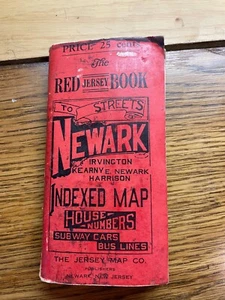 PRICE 25 cents
The
RED JERSEY BOOK
TO STREETS
NEWARK
IRVINGTON
KEARNY E. NEWARK
HARRISON
INDEXED MAP
HOUSE NUMBERS
SUBWAY CARS
BUS LINES
THE JERSEY MAP CO.
PUBLISHERS
NEWARK, NEW JERSEY